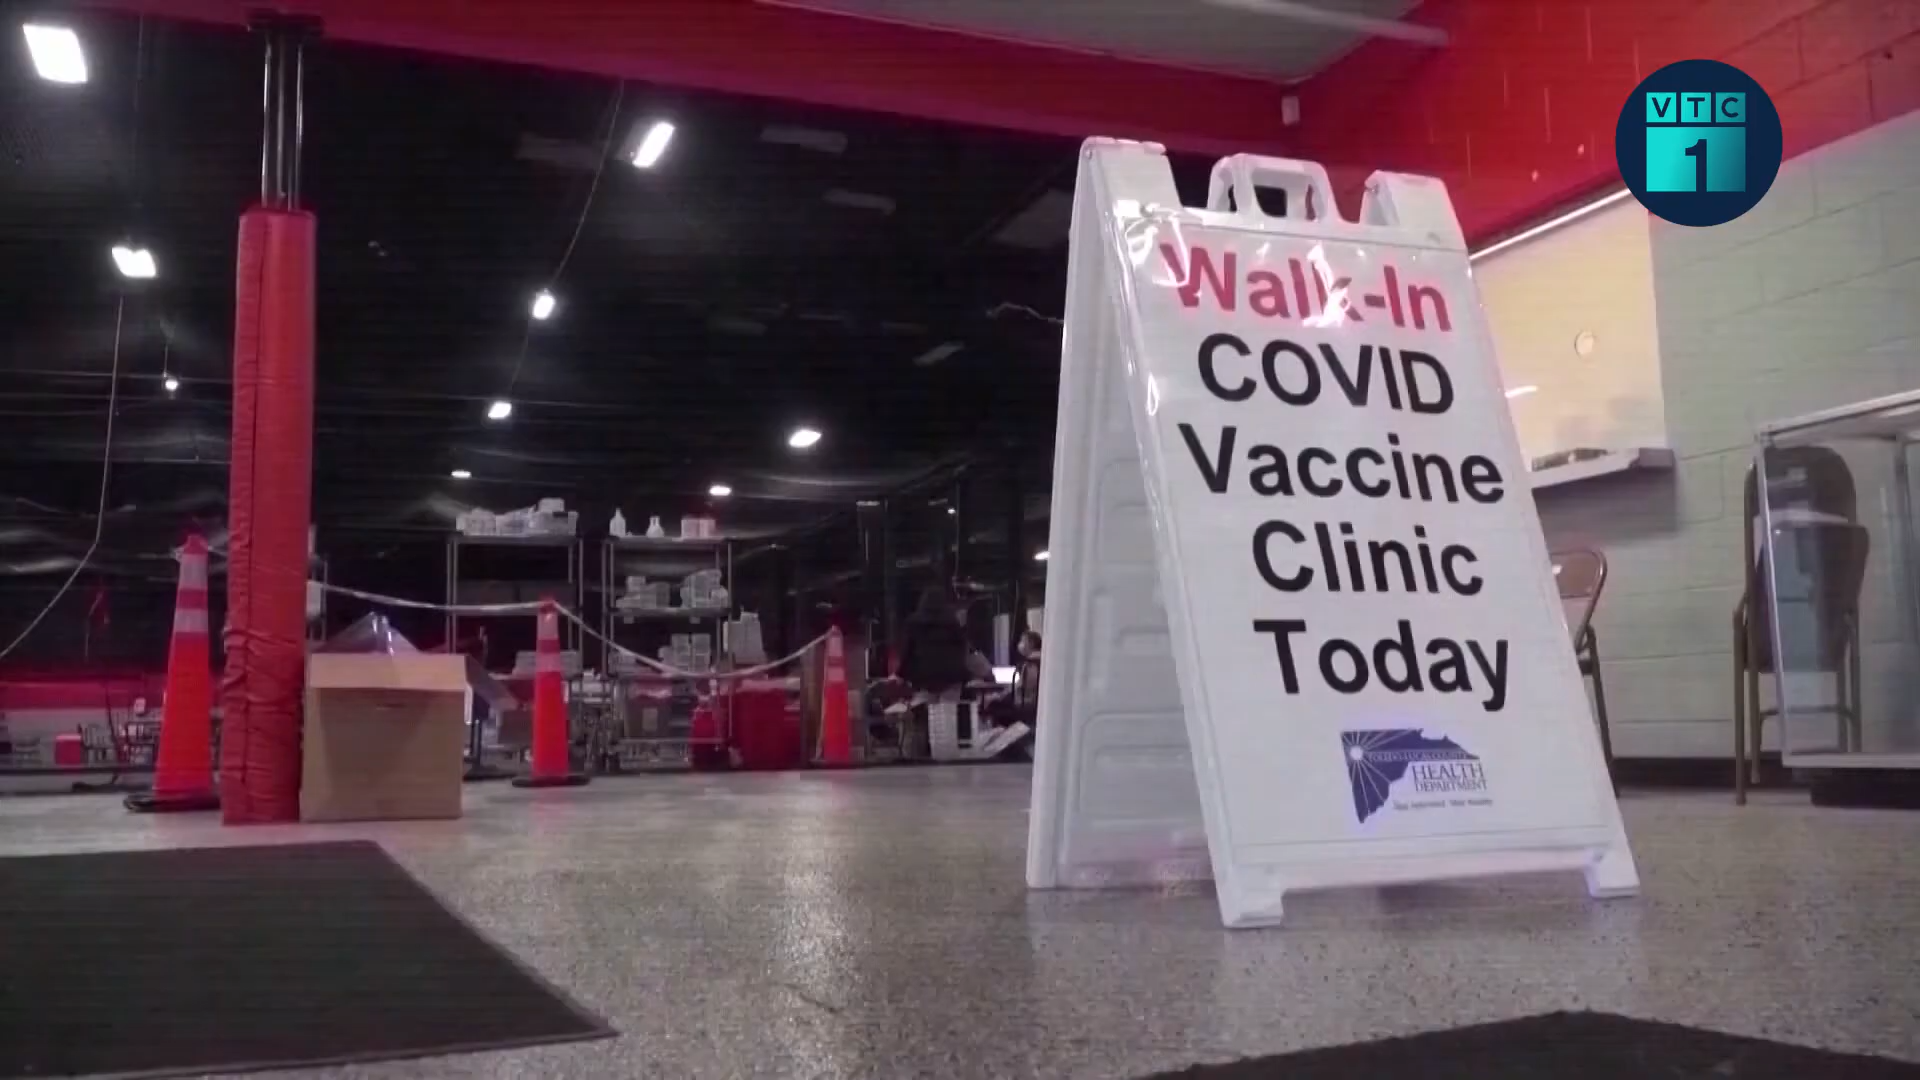 VTC
1
Walk-In
COVID
Vaccine
Clinic
Today
HEALTH
DEPARTMENT